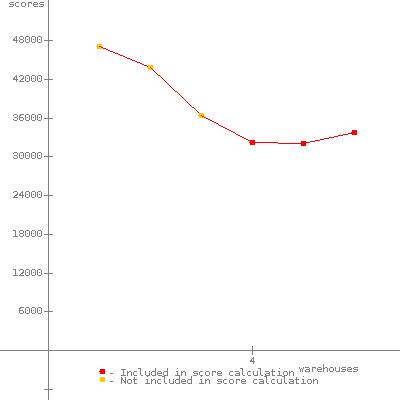 scores
48000
42000
36000
30000
24000
18000
12000
6000
4
warehouses
- Included in score calculation
- Not included in score calculation